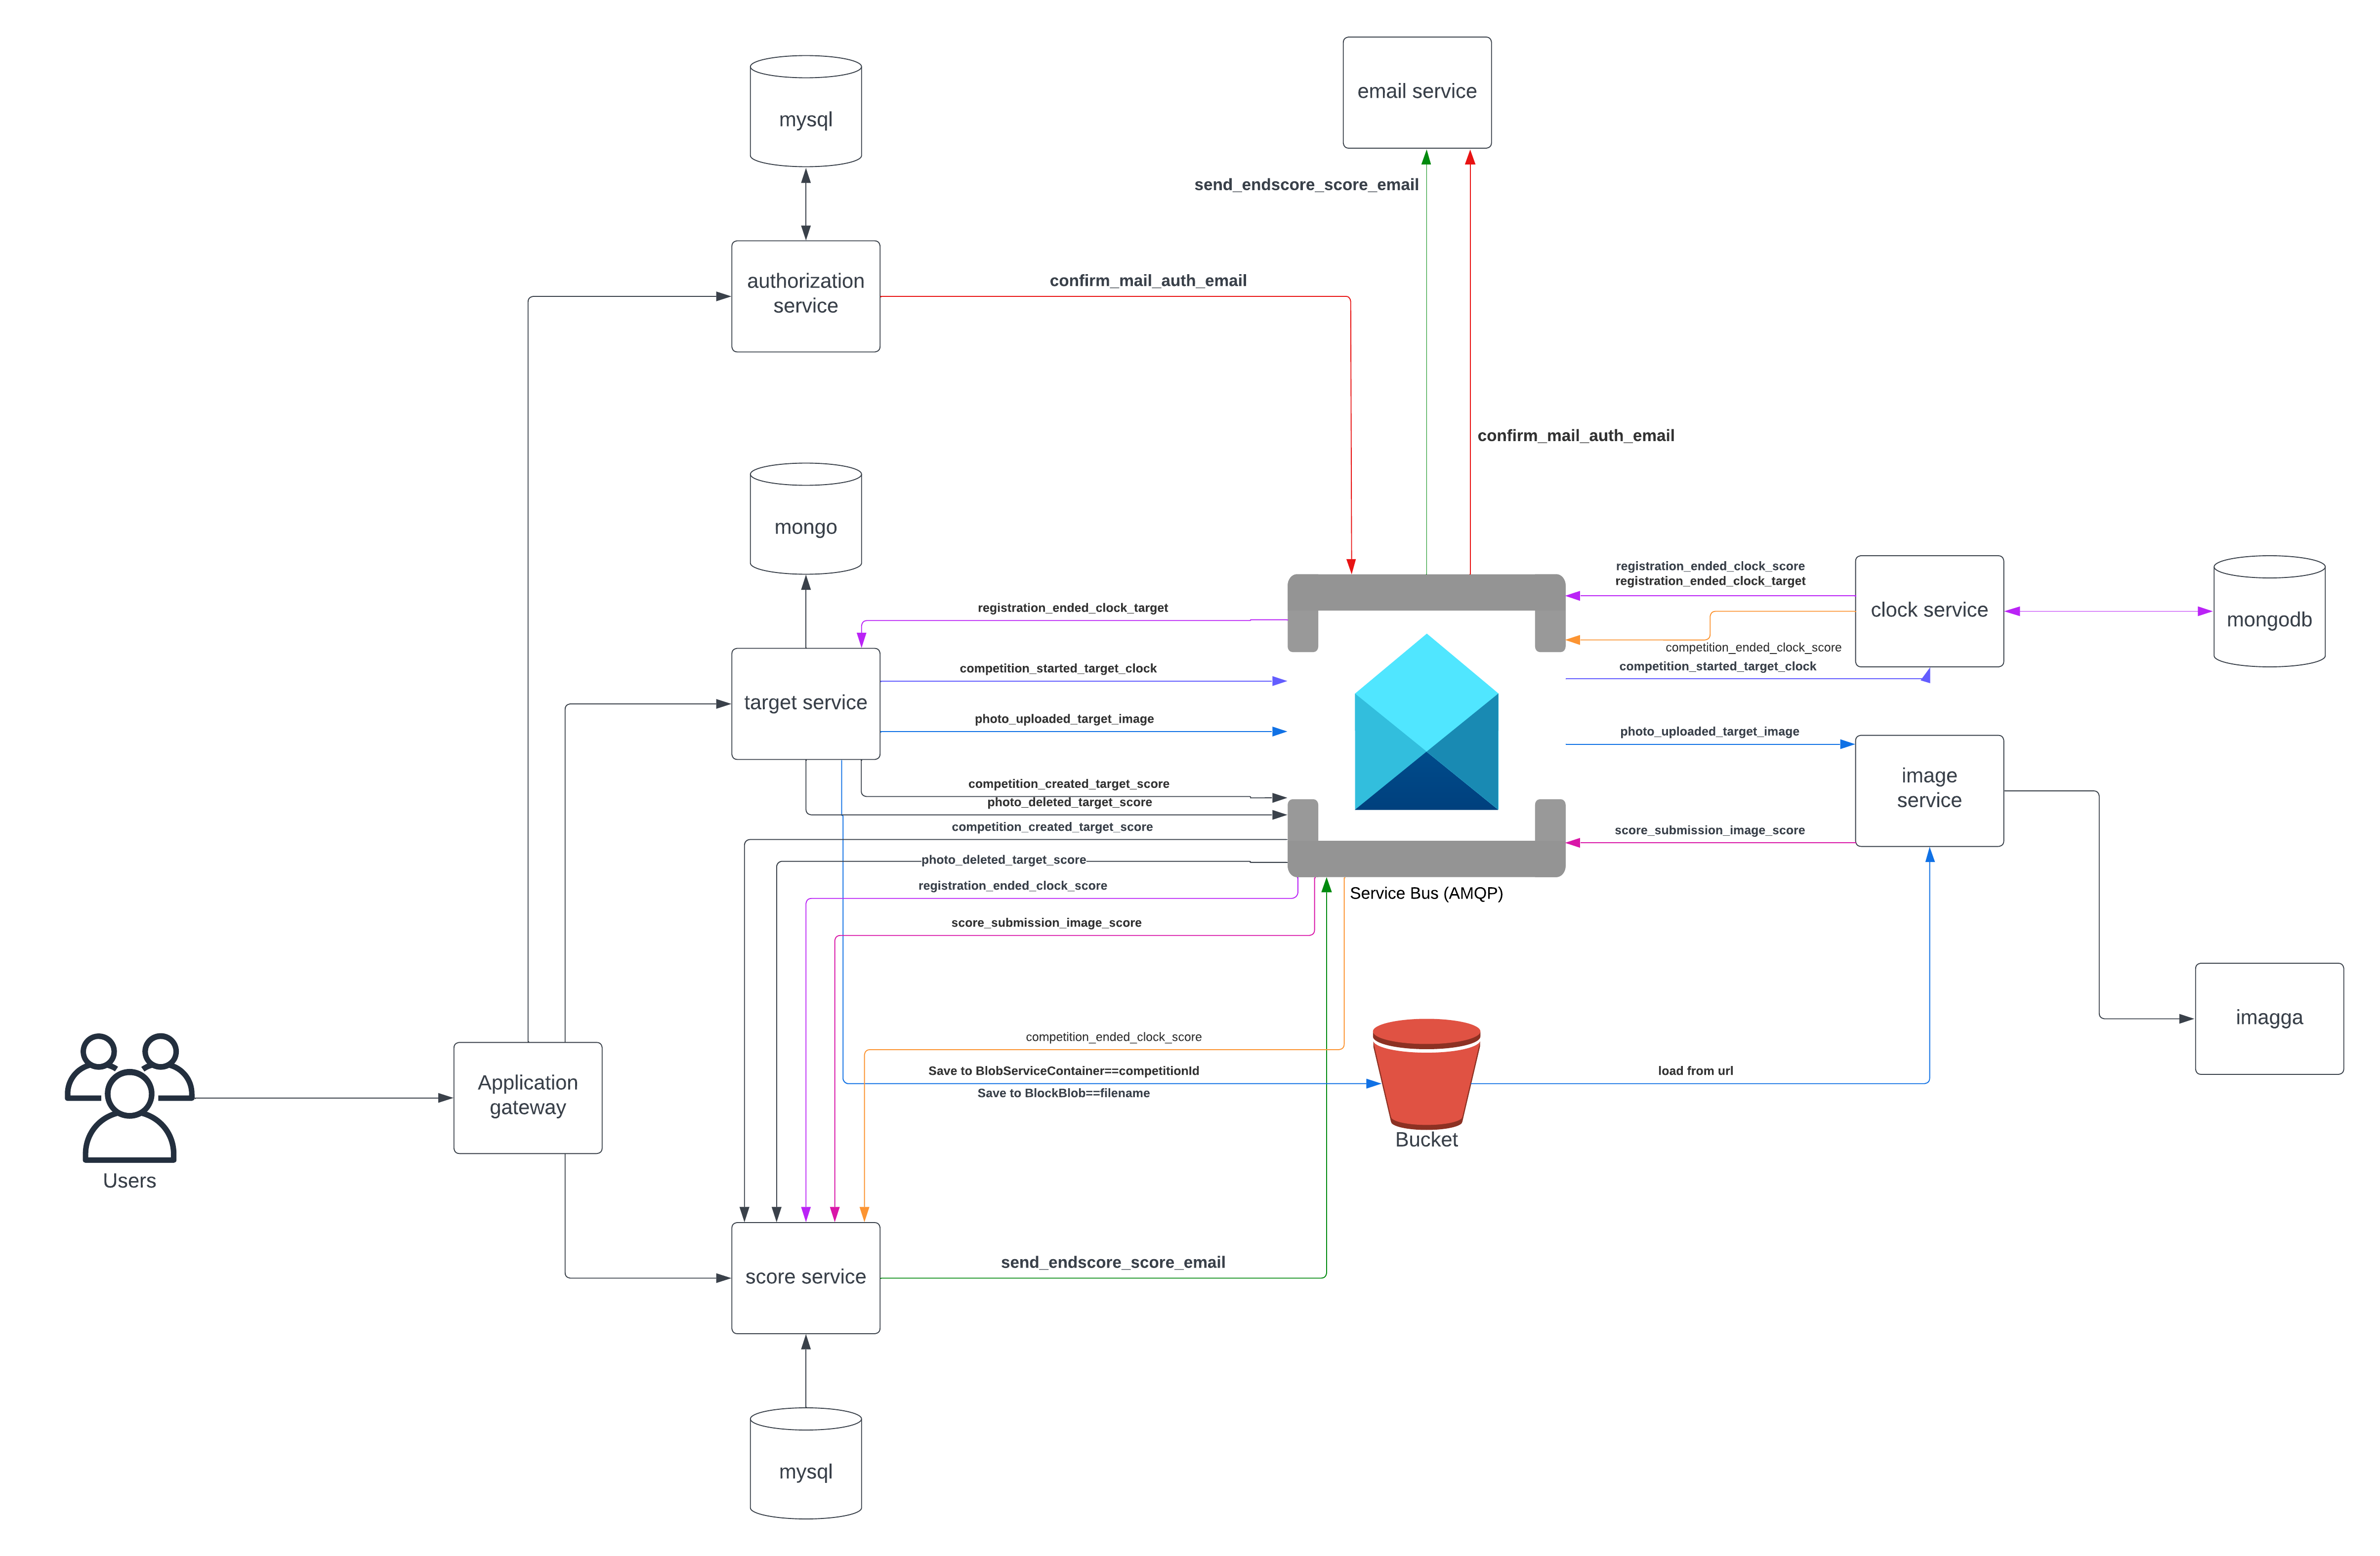 email service
mysql
send_endscore_score_email
authorization
service
confirm_mail_auth_email
confirm_mail_auth_email
mongo
registration_ended_clock_score
registration_ended_clock_target
clock service
mongodb
registration_ended_clock_target
competition_ended_clock_score
competition_started_target_clock
competition_started_target_clock
target service
photo_uploaded_target_image
photo_uploaded_target_image
image
service
competition_created_target_score
photo_deleted_target_score
competition_created_target_score
score_submission_image_score
photo_deleted_target_score
registration_ended_clock_score
Service Bus (AMQP)
score_submission_image_score
imagga
competition_ended_clock_score
Application
gateway
Save to BlobServiceContainer==competitionId
load from url
Save to BlockBlob==filename
Bucket
Users
send_endscore_score_email
score service
mysql